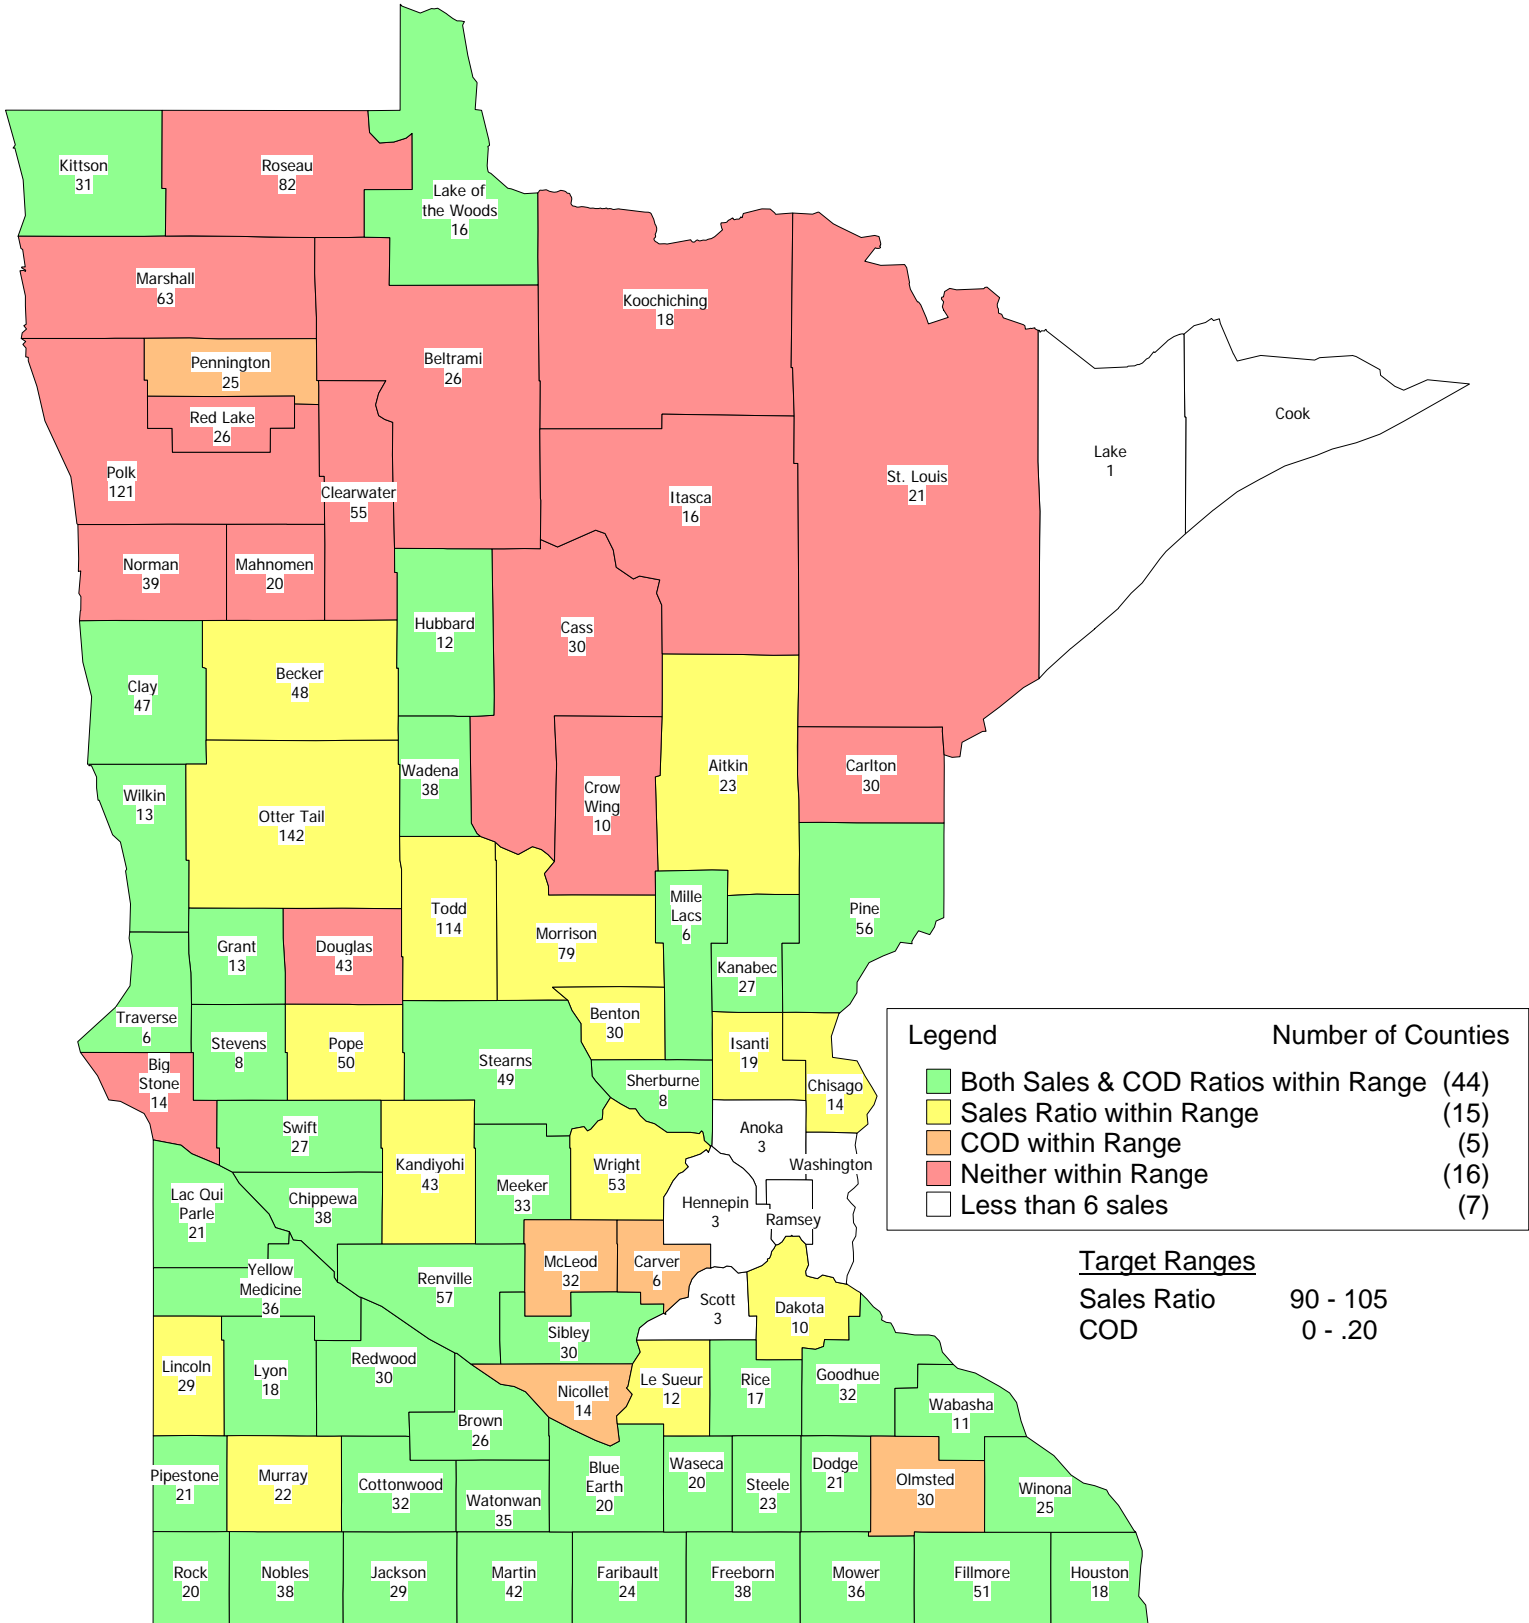 Kittson
31
Roseau
82
Lake of
the Woods
16
Marshall
63
Koochiching
18
Pennington
25
Beltrami
26
Red Lake
26
Cook
Lake
1
Polk
121
Clearwater
55
Itasca
16
St. Louis
21
Norman
39
Mahnomen
20
Hubbard
12
Cass
30
Clay
47
Becker
48
Wadena
38
Aitkin
23
Carlton
30
Wilkin
13
Otter Tail
142
Crow
Wing
10
Todd
114
Mille
Lacs
6
Pine
56
Grant
13
Douglas
43
Morrison
79
Kanabec
27
Traverse
6
Stevens
8
Pope
50
Benton
30
Isanti
19
Big
Stone
14
Stearns
49
Sherburne
8
Chisago
14
Swift
27
Anoka
3
Kandiyohi
43
Wright
53
Washington
Lac Qui
Parle
21
Chippewa
38
Meeker
33
Hennepin
3
Ramsey
Yellow
Medicine
36
Renville
57
McLeod
32
Carver
6
Scott
3
Dakota
10
Sibley
30
Lincoln
29
Lyon
18
Redwood
30
Nicollet
14
Le Sueur
12
Rice
17
Goodhue
32
Wabasha
11
Brown
26
Pipestone
21
Murray
22
Cottonwood
32
Watonwan
35
Blue
Earth
20
Waseca
20
Steele
23
Dodge
21
Olmsted
30
Winona
25
Rock
20
Nobles
38
Jackson
29
Martin
42
Faribault
24
Freeborn
38
Mower
36
Fillmore
51
Houston
18
Legend Number of Counties
Both Sales & COD Ratios within Range (44)
Sales Ratio within Range (15)
COD within Range (5)
Neither within Range (16)
Less than 6 sales (7)
Target Ranges
Sales Ratio 90 - 105
COD 0 - .20